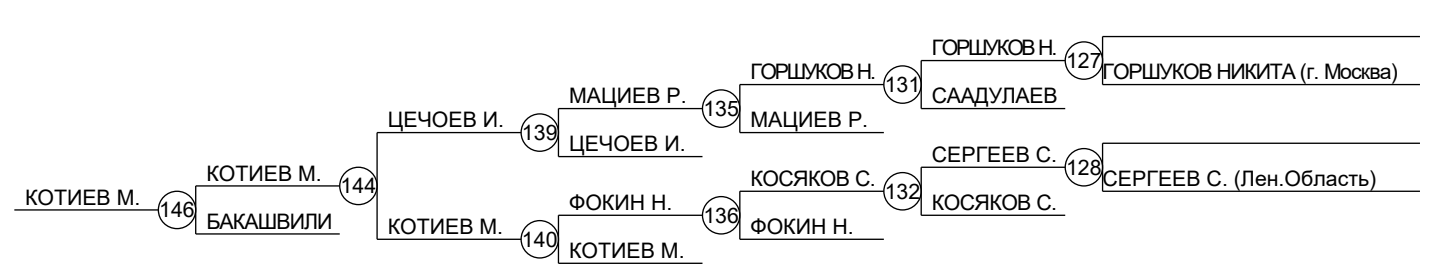 ГОРШУКОВ Н.
127
ГОРШУКОВ НИКИТА (г. Москва)
ГОРШУКОВ Н.
131
СААДУЛАЕВ
МАЦИЕВ Р.
135
МАЦИЕВ Р.
ЦЕЧОЕВ И.
139
ЦЕЧОЕВ И.
СЕРГЕЕВ С.
128
СЕРГЕЕВ С. (Лен.Область)
КОТИЕВ М.
144
КОСЯКОВ С.
132
КОСЯКОВ С.
КОТИЕВ М.
146
БАКАШВИЛИ
ФОКИН Н.
136
ФОКИН Н.
КОТИЕВ М.
140
КОТИЕВ М.